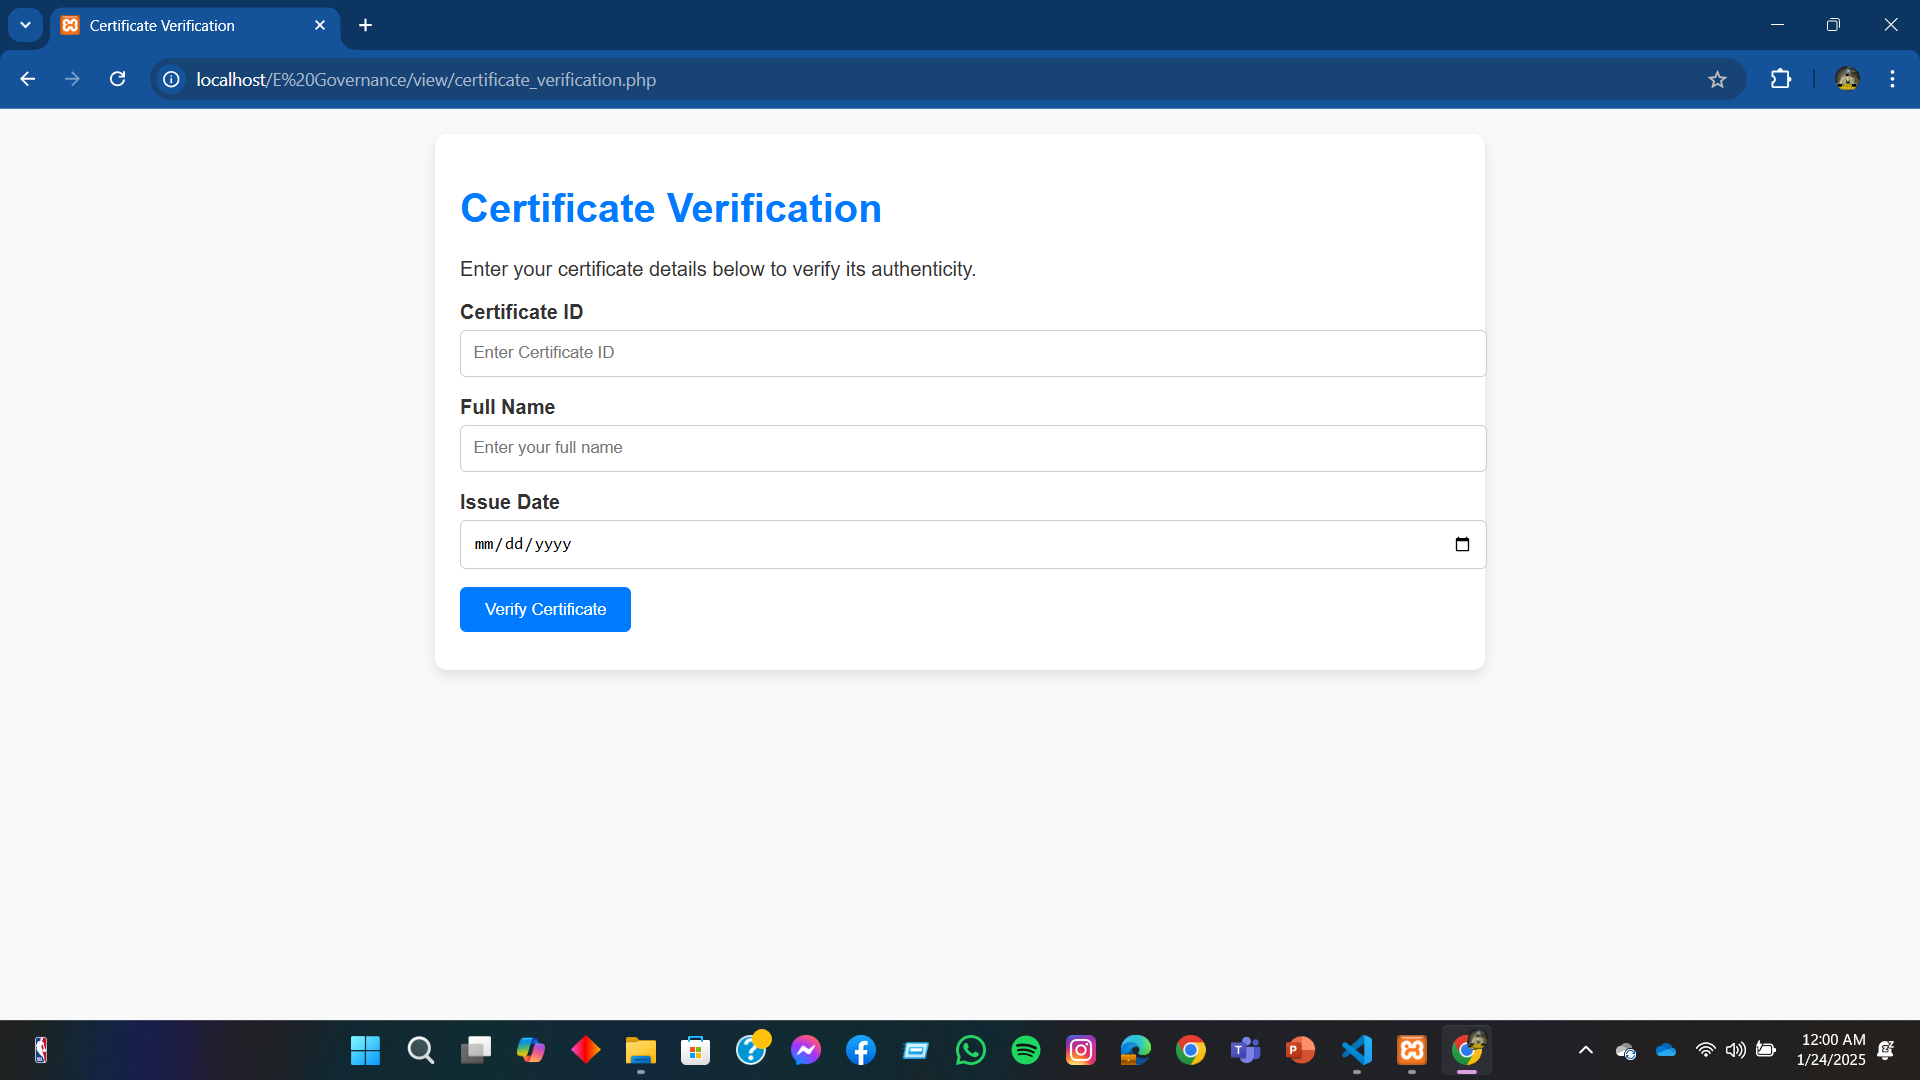 Certificate Verification
localhost/E%20Governance/view/certificate_verification.php
Certificate Verification
Enter your certificate details below to verify its authenticity.
Certificate ID
Enter Certificate ID
Full Name
Enter your full name
Issue Date
mm/dd/yyyy
Verify Certificate
12:00 AM
1/24/2025